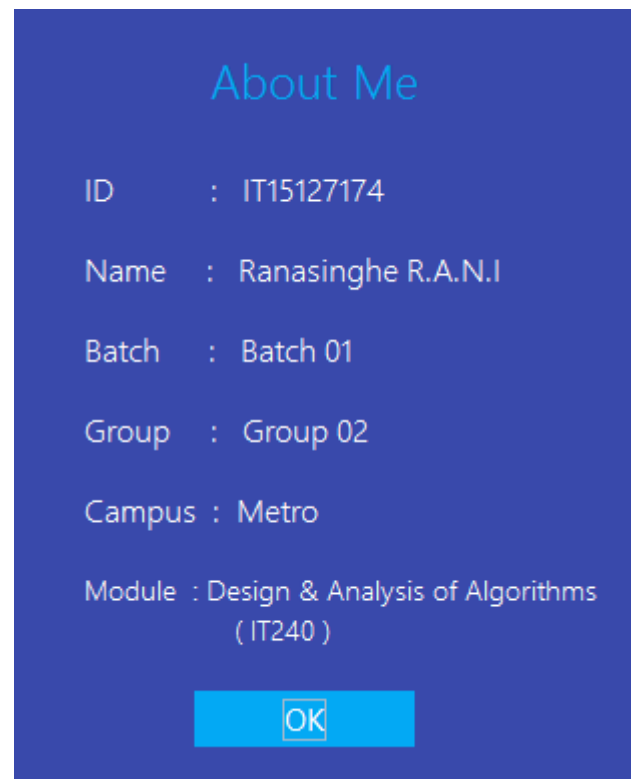 About Me
ID : IT15127174
Name : Ranasinghe R.A.N.I
Batch : Batch 01
Group : Group 02
Campus : Metro
Module : Design & Analysis of Algorithms
( IT240 )
OK